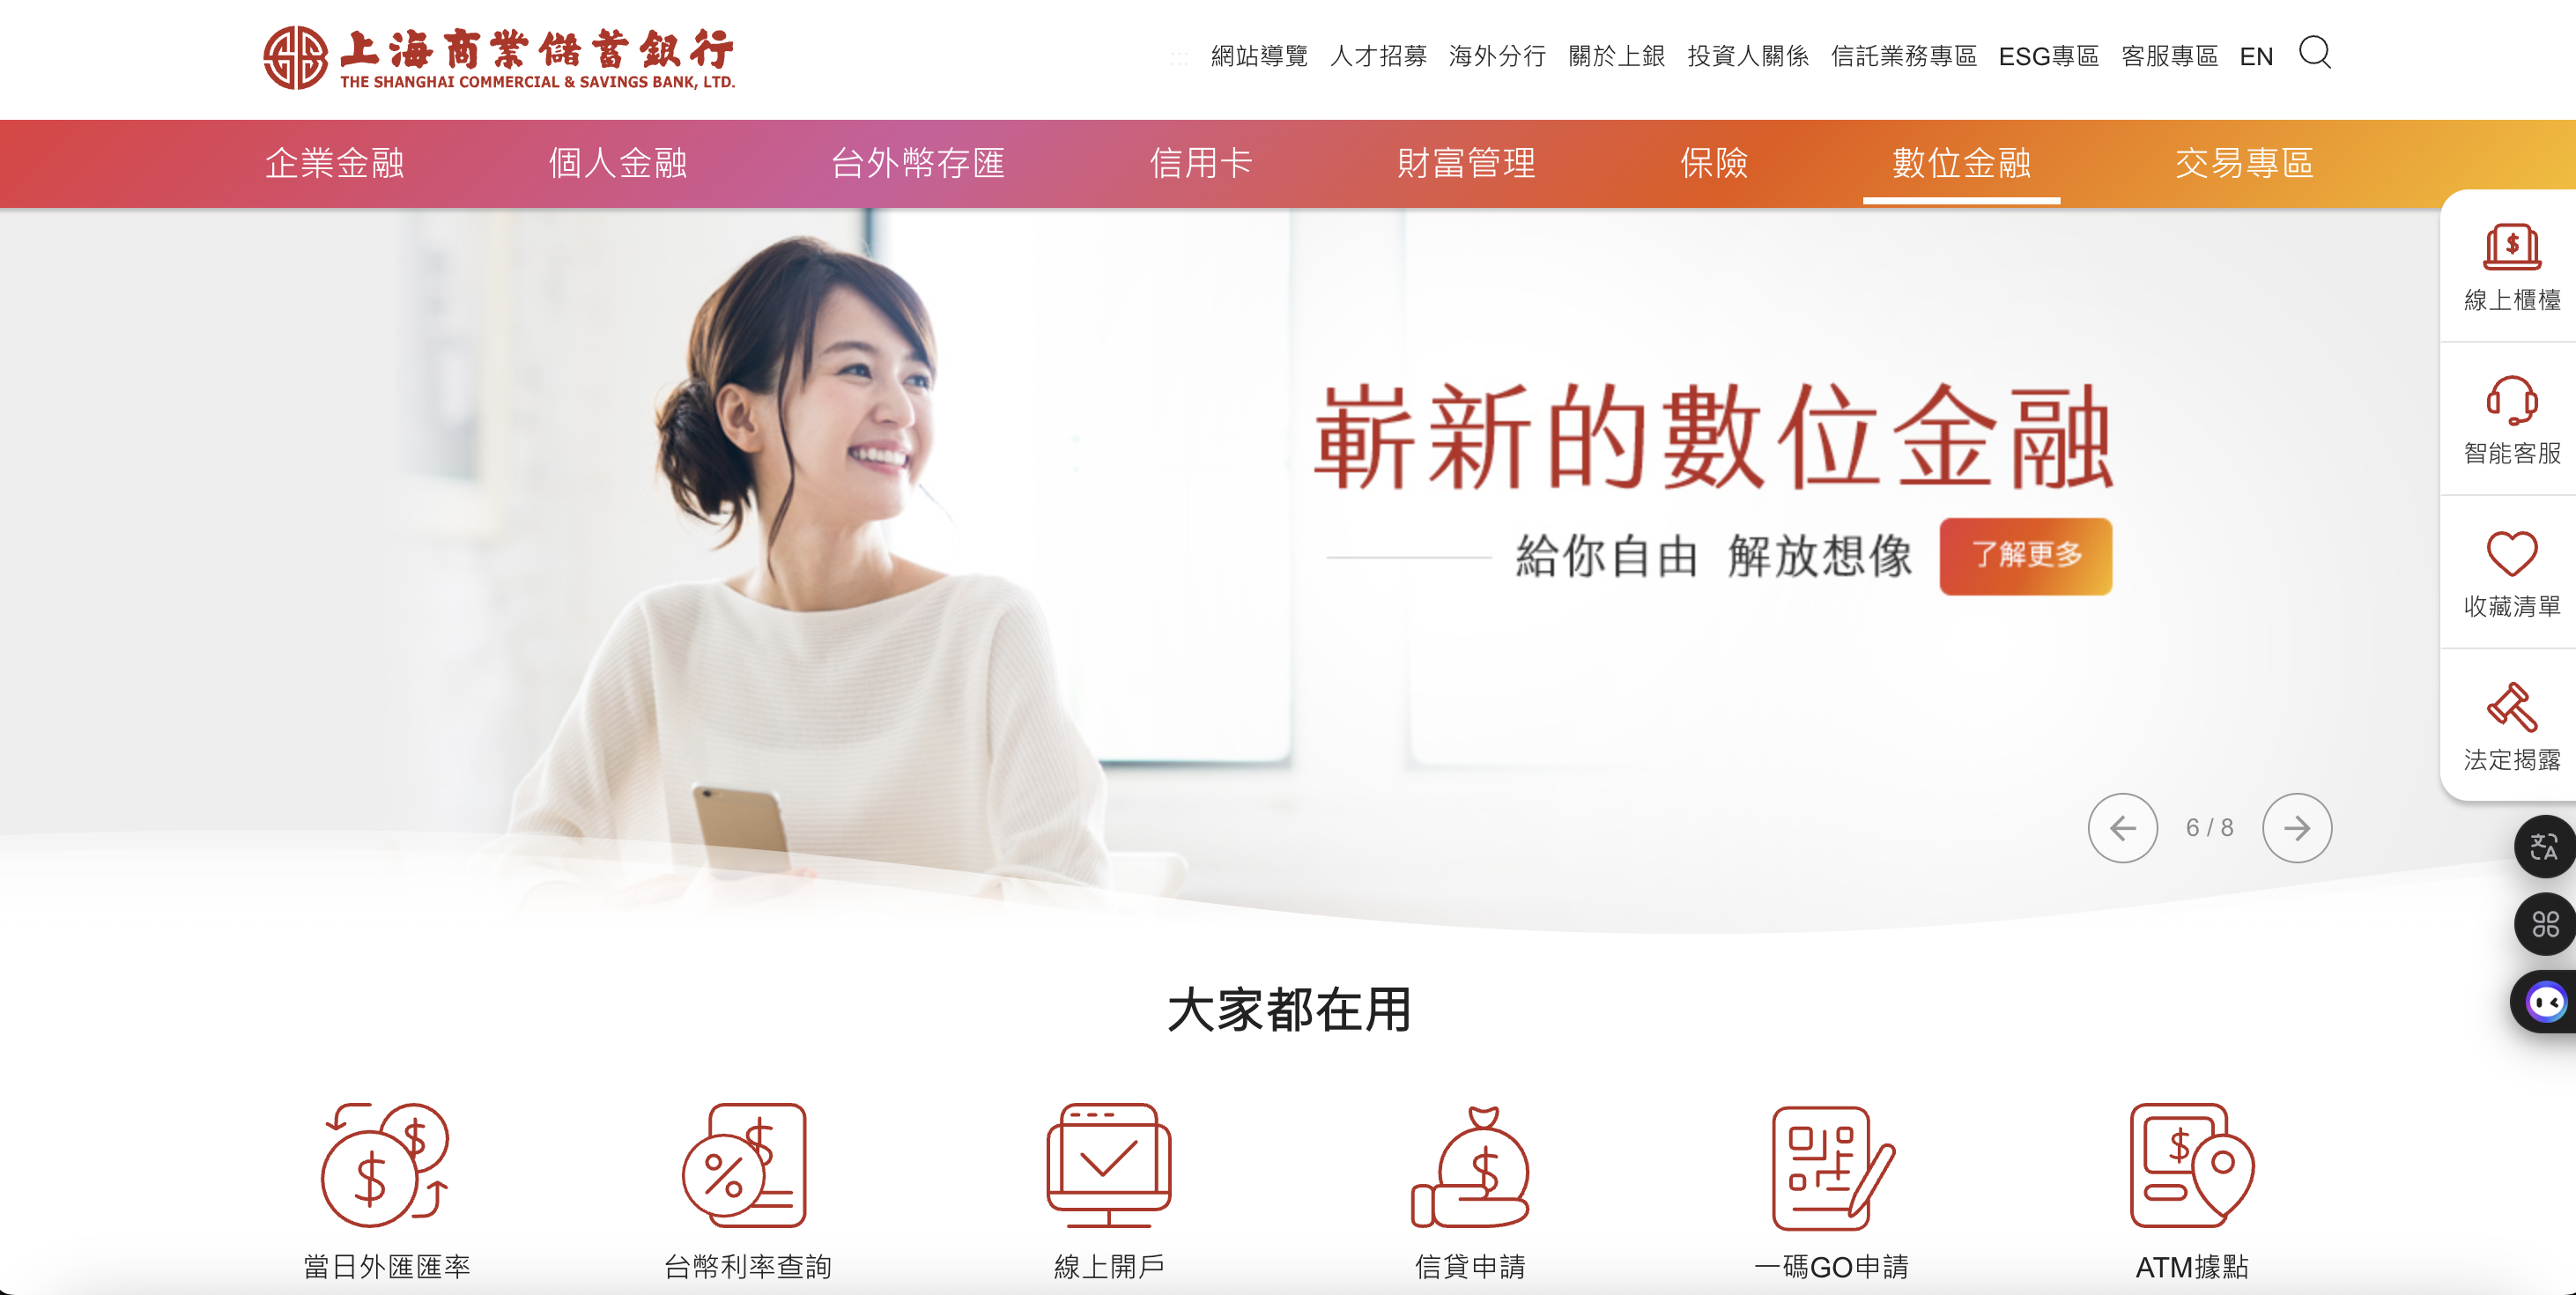 上海商業儲蓄銀行
THE SHANGHAI COMMERCIAL & SAVINGS BANK, LTD.
網站導覽 人才招募 海外分行 關於上銀 投資人關係 信託業務專區 ESG專區 客服專區 EN
企業金融 個人金融 台外幣存匯 信用卡 財富管理 保險 數位金融 交易專區
嶄新的數位金融
給你自由 解放想像 了解更多
線上櫃檯
智能客服
收藏清單
法定揭露
6 / 8
文A
大家都在用
當日外匯匯率 台幣利率查詢 線上開戶 信貸申請 一碼GO申請 ATM據點